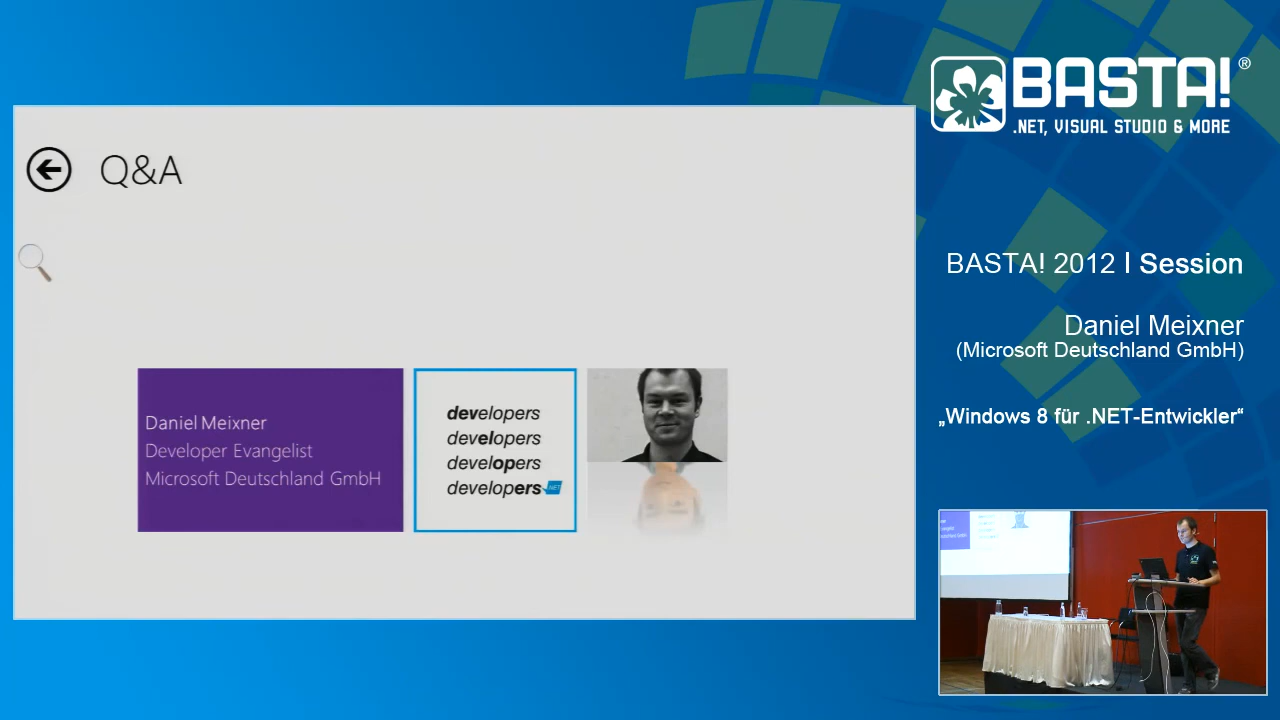 BASTA!®
.NET, VISUAL STUDIO & MORE
Q&A
BASTA! 2012 I Session
Daniel Meixner
(Microsoft Deutschland GmbH)
„Windows 8 für .NET-Entwickler“
Daniel Meixner
Developer Evangelist
Microsoft Deutschland GmbH
developers
developers
developers
developers .NET